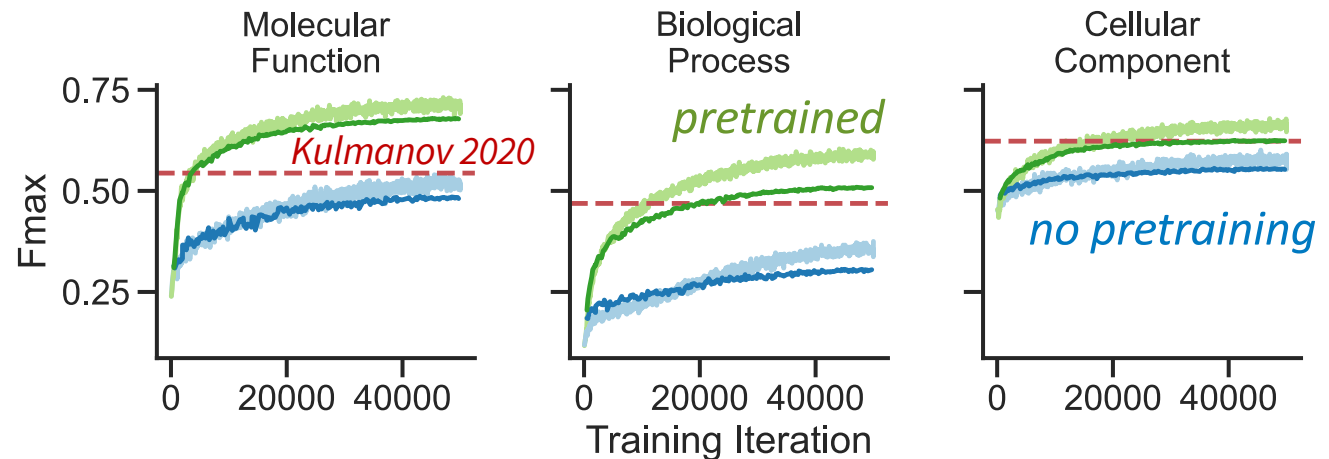 Molecular
Function
Biological
Process
Cellular
Component
Fmax
0.75
0.50
0.25
Kulmanov 2020
pretrained
no pretraining
0 20000 40000
0 20000 40000
0 20000 40000
Training Iteration